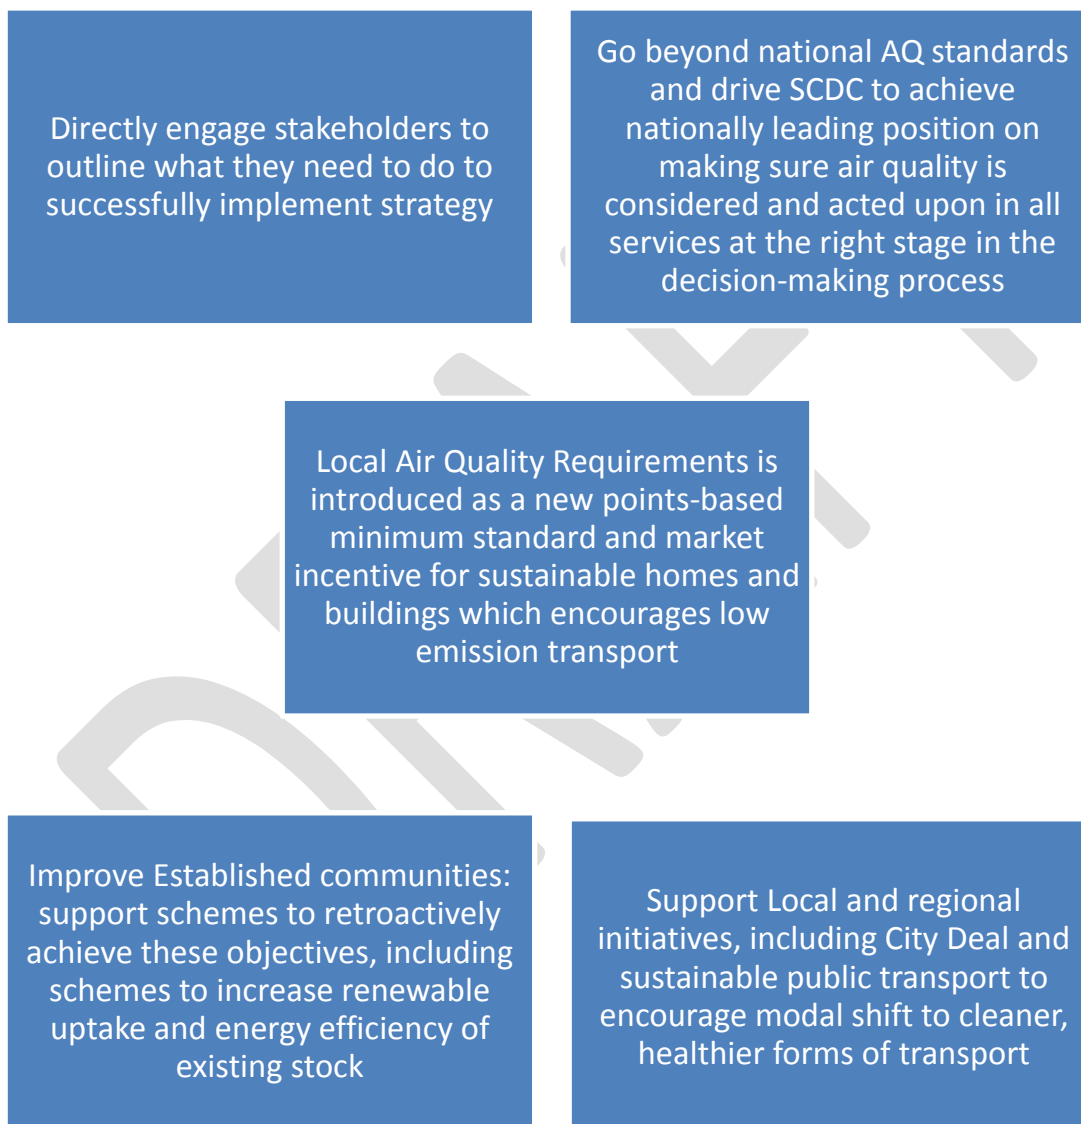 Directly engage stakeholders to
outline what they need to do to
successfully implement strategy
Go beyond national AQ standards
and drive SCDC to achieve
nationally leading position on
making sure air quality is
considered and acted upon in all
services at the right stage in the
decision-making process
Local Air Quality Requirements is
introduced as a new points-based
minimum standard and market
incentive for sustainable homes and
buildings which encourages low
emission transport
Improve Established communities:
support schemes to retroactively
achieve these objectives, including
schemes to increase renewable
uptake and energy efficiency of
existing stock
Support Local and regional
initiatives, including City Deal and
sustainable public transport to
encourage modal shift to cleaner,
healthier forms of transport